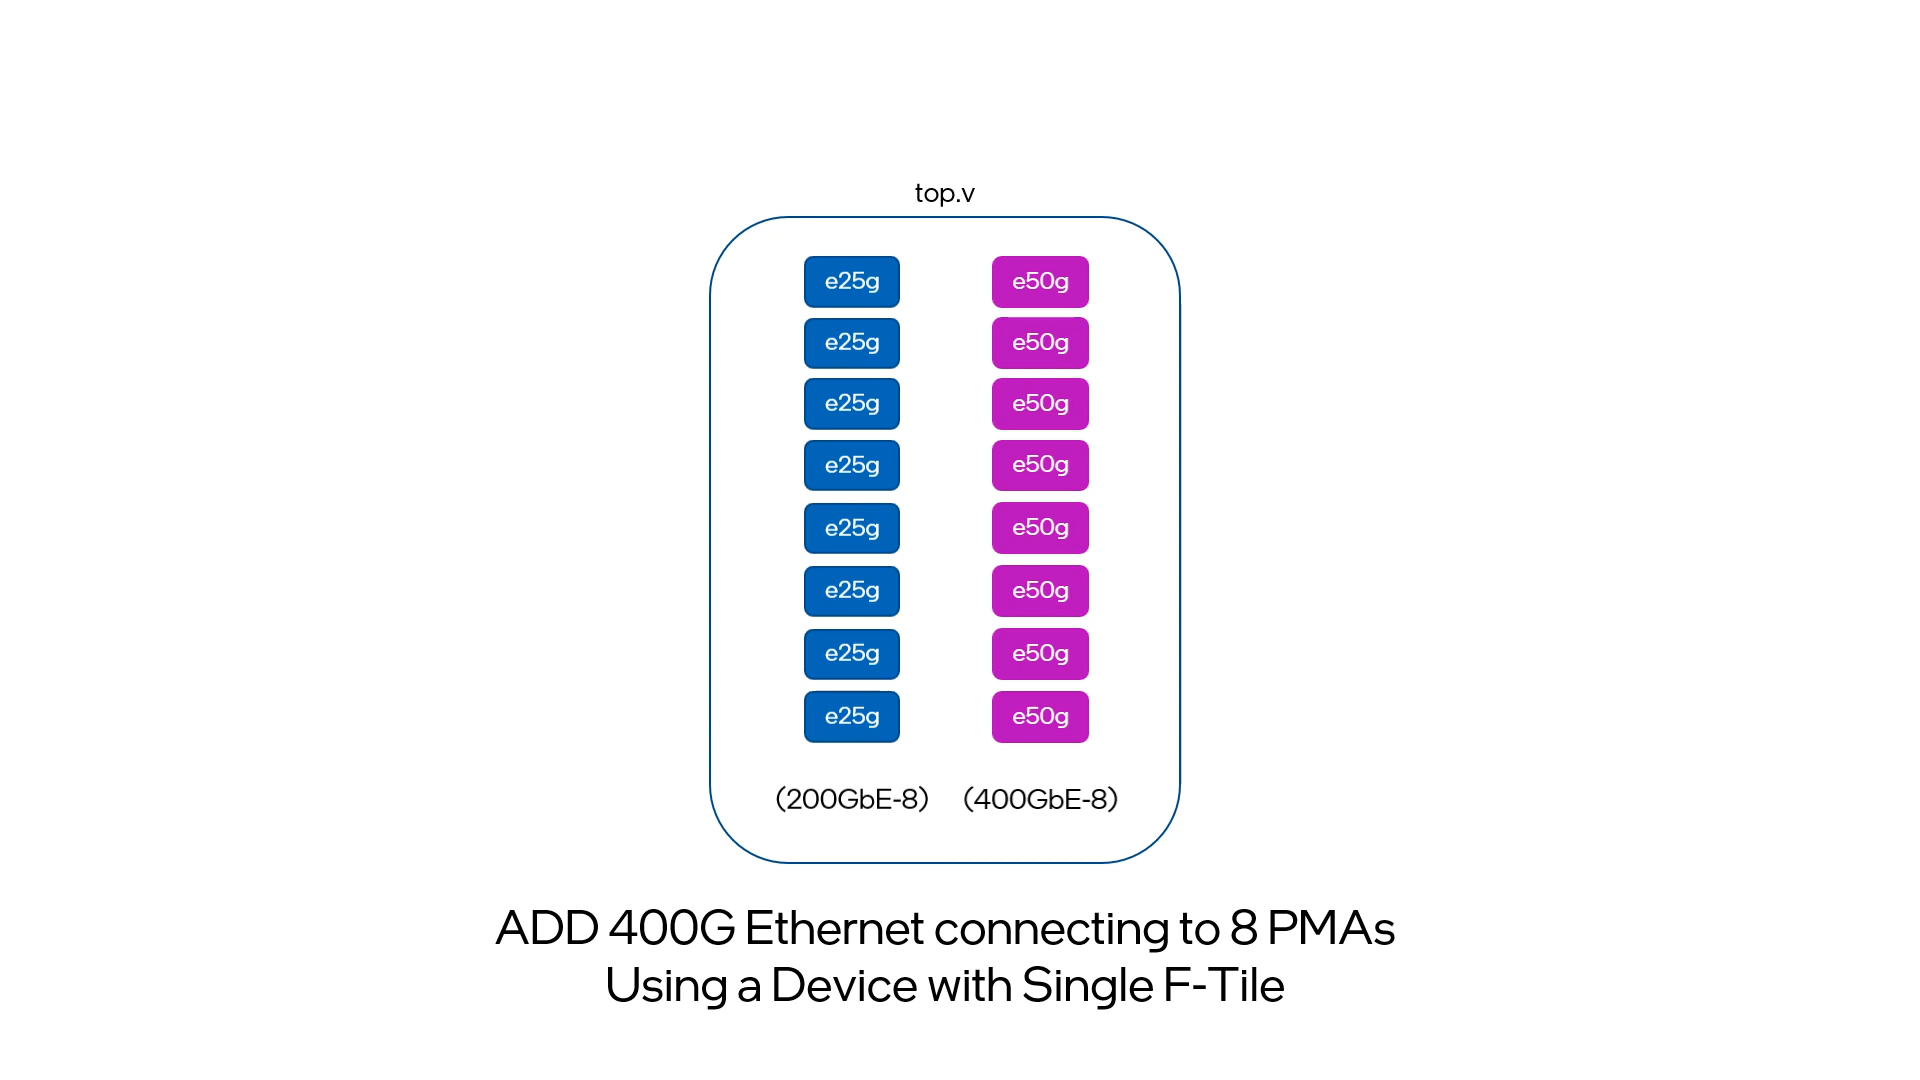 top.v
e25g e50g
e25g e50g
e25g e50g
e25g e50g
e25g e50g
e25g e50g
e25g e50g
e25g e50g
(200GbE-8) (400GbE-8)
ADD 400G Ethernet connecting to 8 PMAs
Using a Device with Single F-Tile